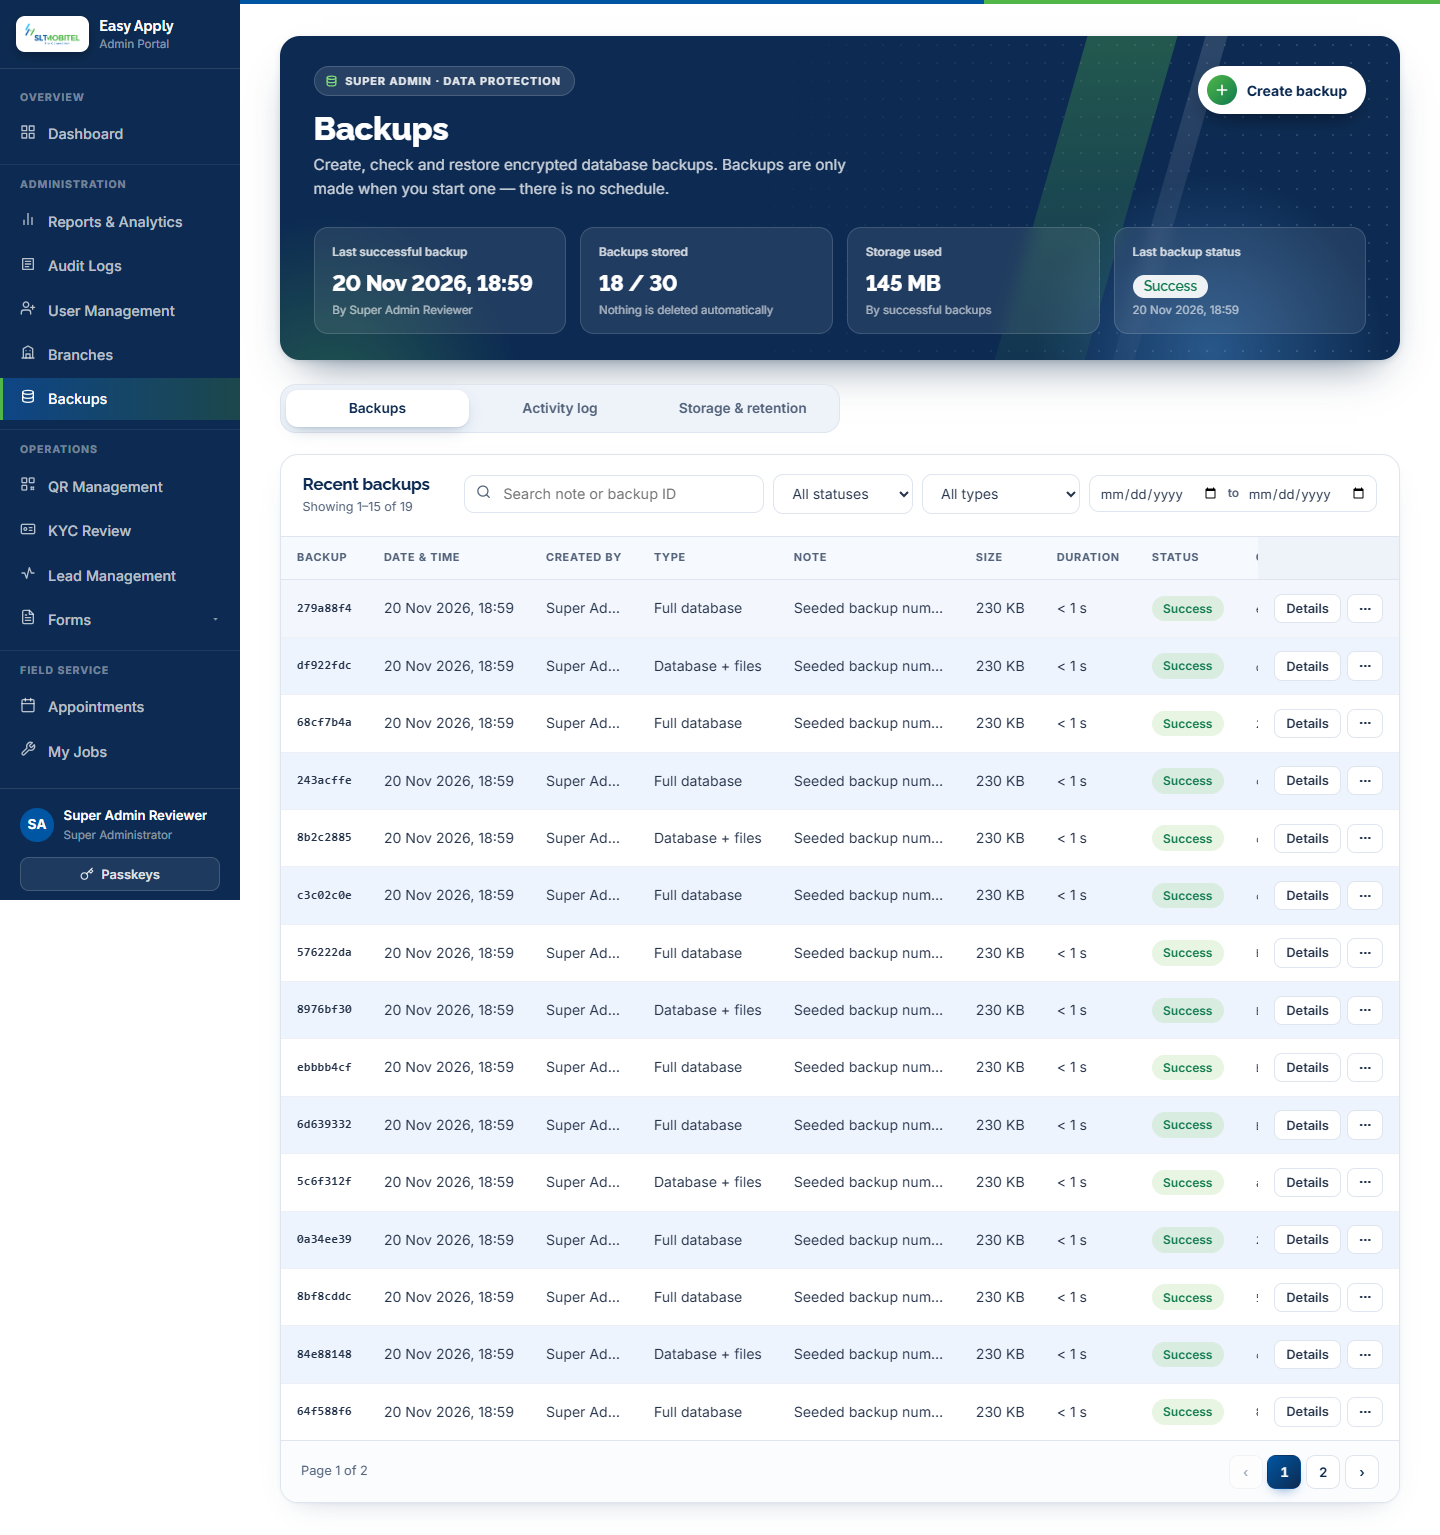 SLTMOBITEL
Easy Apply
Admin Portal
OVERVIEW
Dashboard
ADMINISTRATION
Reports & Analytics
Audit Logs
User Management
Branches
Backups
OPERATIONS
QR Management
KYC Review
Lead Management
Forms
FIELD SERVICE
Appointments
My Jobs
SA
Super Admin Reviewer
Super Administrator
Passkeys
SUPER ADMIN · DATA PROTECTION
Create backup
Backups
Create, check and restore encrypted database backups. Backups are only
made when you start one — there is no schedule.
Last successful backup
20 Nov 2026, 18:59
By Super Admin Reviewer
Backups stored
18 / 30
Nothing is deleted automatically
Storage used
145 MB
By successful backups
Last backup status
Success
20 Nov 2026, 18:59
Backups Activity log Storage & retention
Recent backups
Showing 1–15 of 19
Search note or backup ID
All statuses
All types
mm/dd/yyyy to mm/dd/yyyy
BACKUP DATE & TIME CREATED BY TYPE NOTE SIZE DURATION STATUS
279a88f4 20 Nov 2026, 18:59 Super Ad... Full database Seeded backup num... 230 KB < 1 s Success Details ...
df922fdc 20 Nov 2026, 18:59 Super Ad... Database + files Seeded backup num... 230 KB < 1 s Success Details ...
68cf7b4a 20 Nov 2026, 18:59 Super Ad... Full database Seeded backup num... 230 KB < 1 s Success Details ...
243acffe 20 Nov 2026, 18:59 Super Ad... Full database Seeded backup num... 230 KB < 1 s Success Details ...
8b2c2885 20 Nov 2026, 18:59 Super Ad... Database + files Seeded backup num... 230 KB < 1 s Success Details ...
c3c02c0e 20 Nov 2026, 18:59 Super Ad... Full database Seeded backup num... 230 KB < 1 s Success Details ...
576222da 20 Nov 2026, 18:59 Super Ad... Full database Seeded backup num... 230 KB < 1 s Success Details ...
8976bf30 20 Nov 2026, 18:59 Super Ad... Database + files Seeded backup num... 230 KB < 1 s Success Details ...
ebbbb4cf 20 Nov 2026, 18:59 Super Ad... Full database Seeded backup num... 230 KB < 1 s Success Details ...
6d639332 20 Nov 2026, 18:59 Super Ad... Full database Seeded backup num... 230 KB < 1 s Success Details ...
5c6f312f 20 Nov 2026, 18:59 Super Ad... Database + files Seeded backup num... 230 KB < 1 s Success Details ...
0a34ee39 20 Nov 2026, 18:59 Super Ad... Full database Seeded backup num... 230 KB < 1 s Success Details ...
8bf8cddc 20 Nov 2026, 18:59 Super Ad... Full database Seeded backup num... 230 KB < 1 s Success Details ...
84e88148 20 Nov 2026, 18:59 Super Ad... Database + files Seeded backup num... 230 KB < 1 s Success Details ...
64f588f6 20 Nov 2026, 18:59 Super Ad... Full database Seeded backup num... 230 KB < 1 s Success Details ...
Page 1 of 2
‹ 1 2 ›